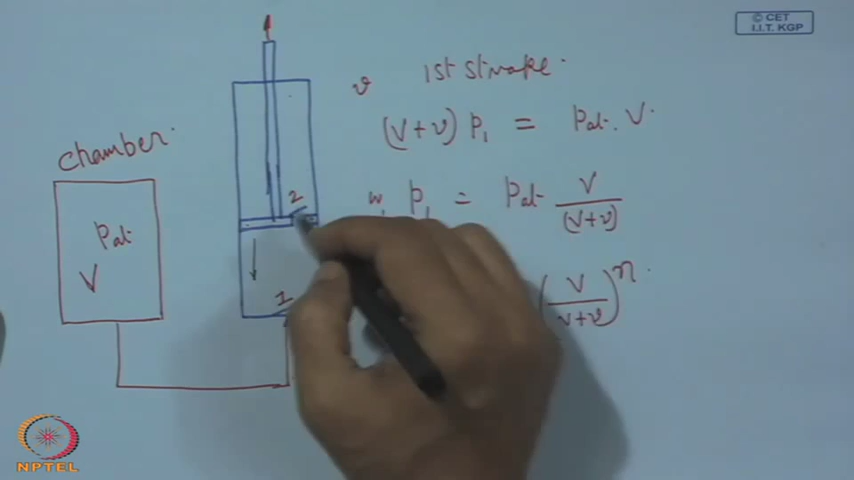 © CET
I.I.T. KGP
v 1st Stroke.
(V+v) P₁ = Pat. V.
P₁ = Pat V/(V+v)
(V/(V+v))ⁿ.
chamber.
Pat
V
2
1
NPTEL